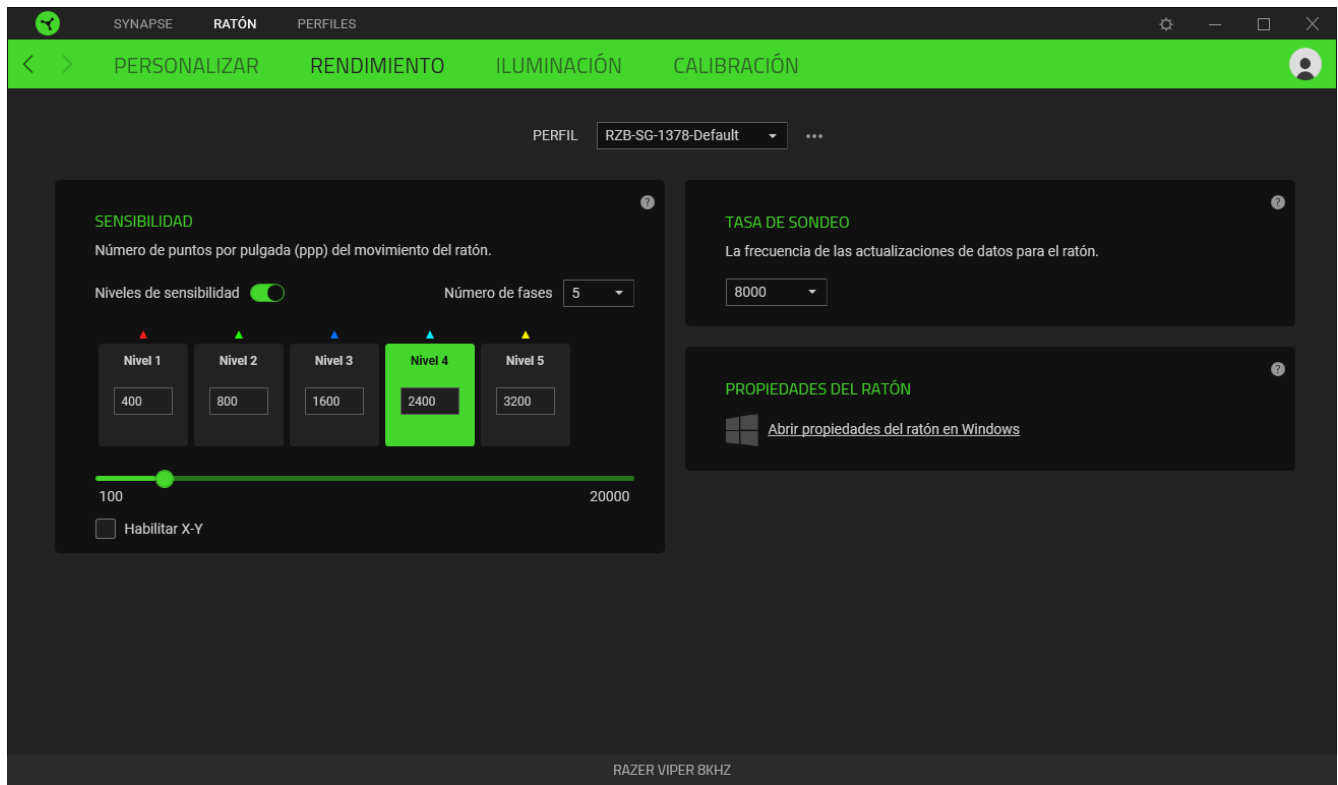 SYNAPSE RATÓN PERFILES
PERSONALIZAR RENDIMIENTO ILUMINACIÓN CALIBRACIÓN
PERFIL RZB-SG-1378-Default
SENSIBILIDAD
Número de puntos por pulgada (ppp) del movimiento del ratón.
Niveles de sensibilidad Número de fases 5
Nivel 1 Nivel 2 Nivel 3 Nivel 4 Nivel 5
400 800 1600 2400 3200
100 20000
Habilitar X-Y
TASA DE SONDEO
La frecuencia de las actualizaciones de datos para el ratón.
8000
PROPIEDADES DEL RATÓN
Abrir propiedades del ratón en Windows
RAZER VIPER 8KHZ